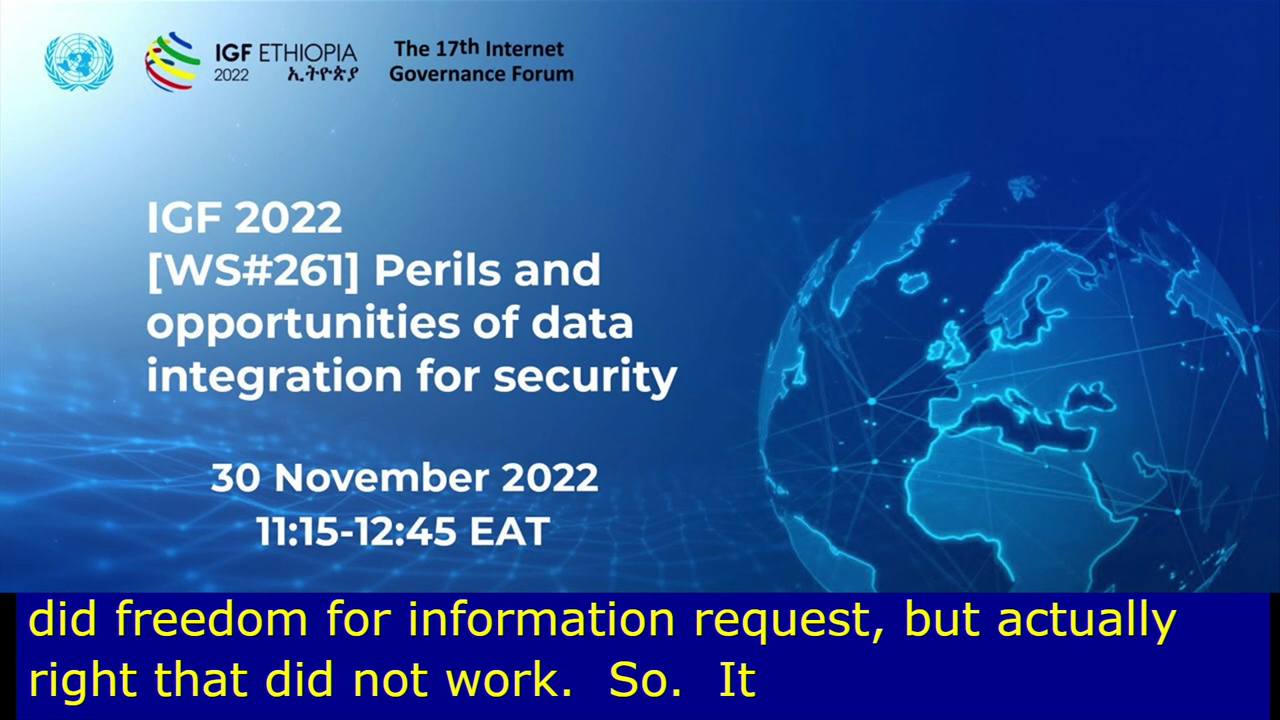 IGF ETHIOPIA
2022 ኢትዮጵያ
The 17th Internet
Governance Forum
IGF 2022
[WS#261] Perils and
opportunities of data
integration for security
30 November 2022
11:15-12:45 EAT
did freedom for information request, but actually
right that did not work.  So.  It